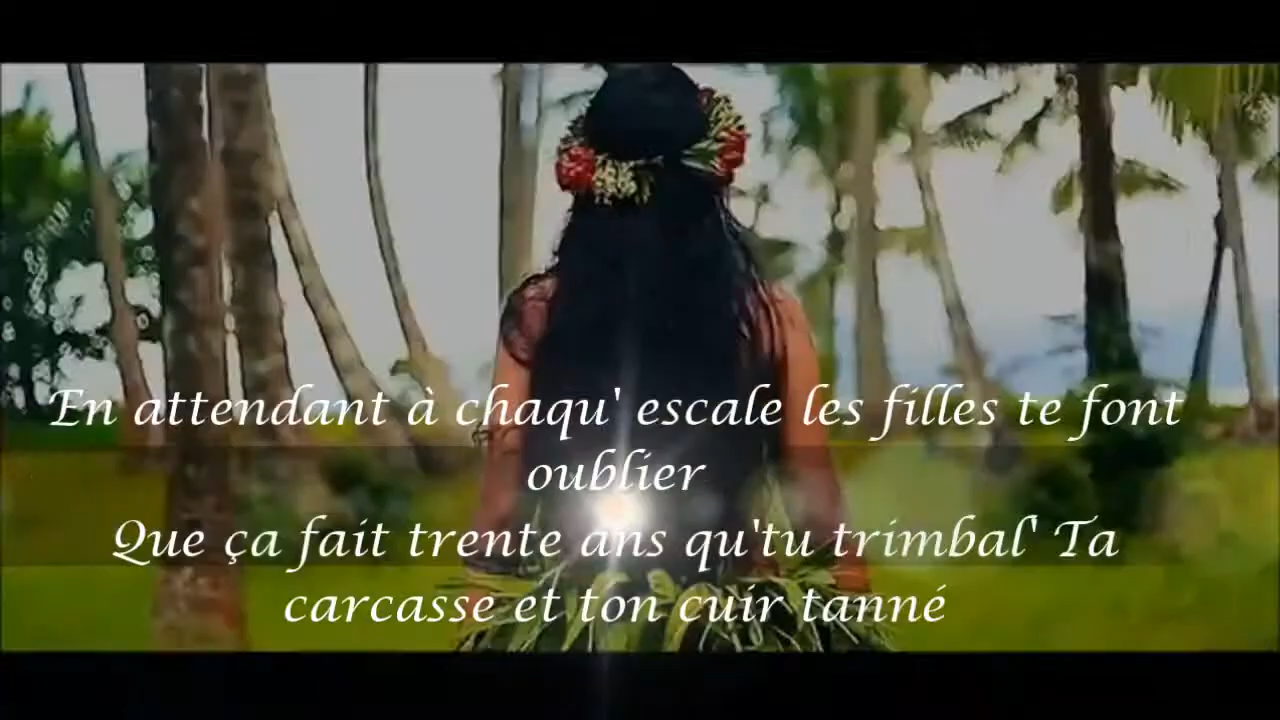 En attendant à chaqu' escale les filles te font
oublier
Que ça fait trente ans qu'tu trimbal' Ta
carcasse et ton cuir tanné